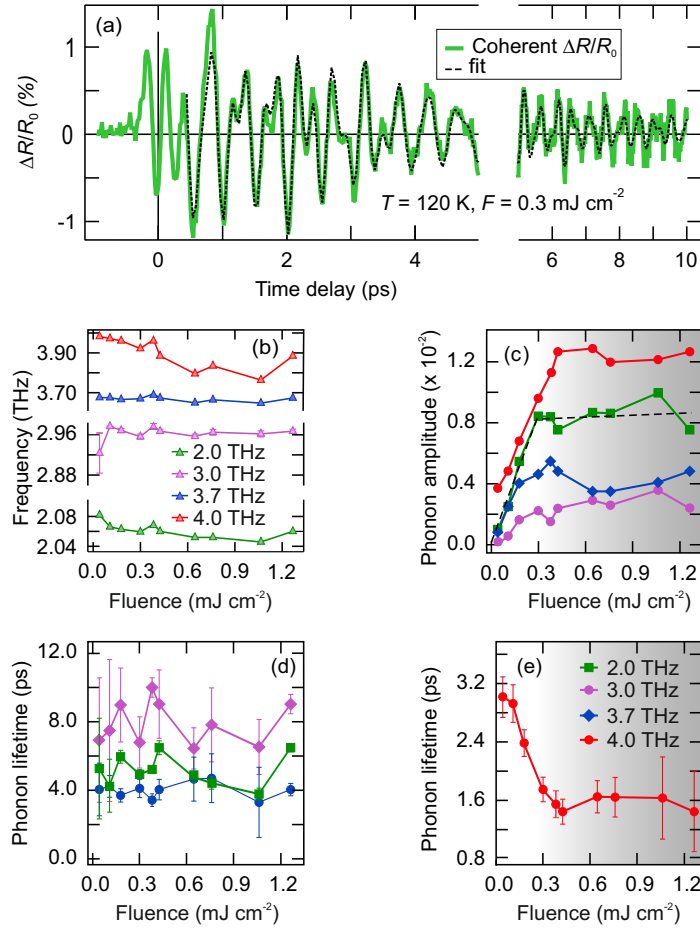 (a)
Coherent ΔR/R₀
fit
ΔR/R₀ (%)
1
0
-1
T = 120 K, F = 0.3 mJ cm⁻²
0 2 4 6 7 8 9 10
Time delay (ps)
(b)
Frequency (THz)
3.90
3.70
2.96
2.88
2.08
2.04
2.0 THz
3.0 THz
3.7 THz
4.0 THz
0.0 0.3 0.6 0.9 1.2
Fluence (mJ cm⁻²)
(c)
Phonon amplitude (x 10⁻²)
1.2
0.8
0.4
0.0
0.0 0.3 0.6 0.9 1.2
Fluence (mJ cm⁻²)
(d)
Phonon lifetime (ps)
12.0
8.0
4.0
0.0
0.0 0.3 0.6 0.9 1.2
Fluence (mJ cm⁻²)
(e)
Phonon lifetime (ps)
3.2
2.4
1.6
0.8
2.0 THz
3.0 THz
3.7 THz
4.0 THz
0.0 0.3 0.6 0.9 1.2
Fluence (mJ cm⁻²)